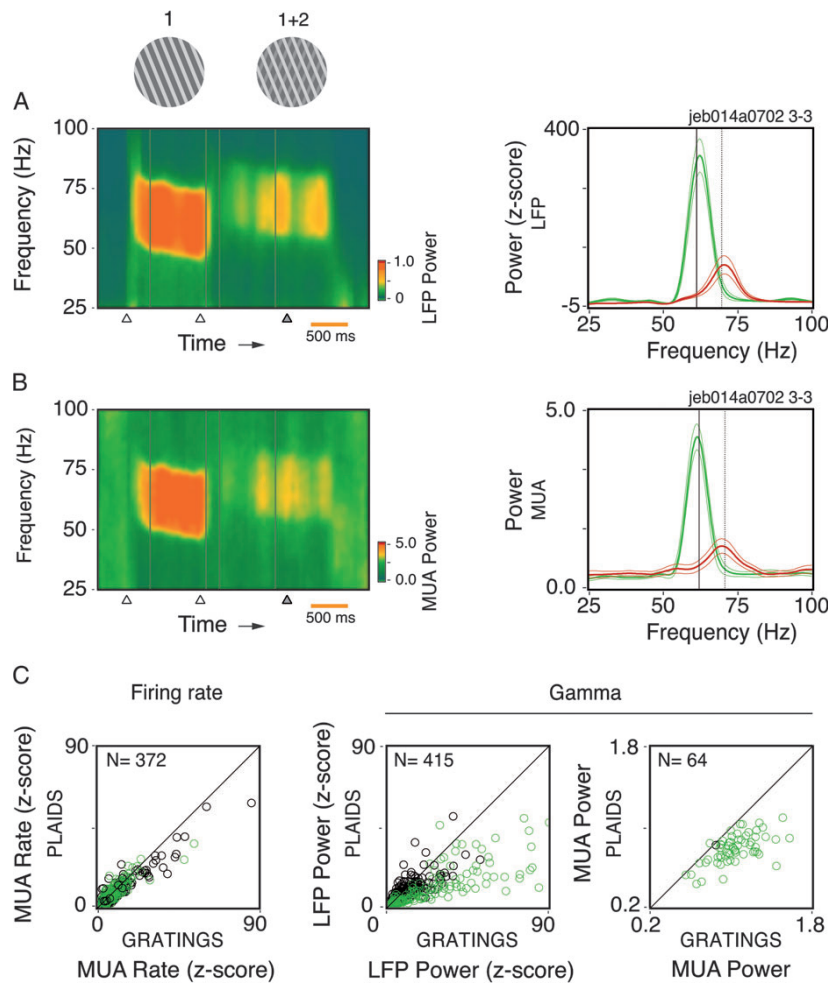 1
1+2
A
100
75
50
25
Frequency (Hz)
1.0
0
LFP Power
Time →
500 ms
jeb014a0702 3-3
400
-5
Power (z-score)
LFP
25 50 75 100
Frequency (Hz)
B
100
75
50
25
Frequency (Hz)
5.0
0.0
MUA Power
Time →
500 ms
jeb014a0702 3-3
5.0
0.0
Power
MUA
25 50 75 100
Frequency (Hz)
C
Firing rate
Gamma
90
0
N= 372
MUA Rate (z-score)
PLAIDS
0 90
GRATINGS
MUA Rate (z-score)
90
0
N= 415
LFP Power (z-score)
PLAIDS
0 90
GRATINGS
LFP Power (z-score)
1.8
0.2
N= 64
MUA Power
PLAIDS
0.2 1.8
GRATINGS
MUA Power